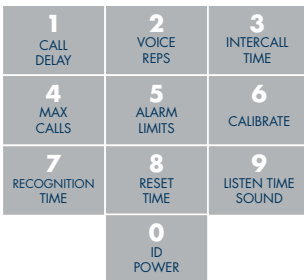 1 2 3
CALL DELAY VOICE REPS INTERCALL TIME
4 5 6
MAX CALLS ALARM LIMITS CALIBRATE
7 8 9
RECOGNITION TIME RESET TIME LISTEN TIME SOUND
0
ID
POWER